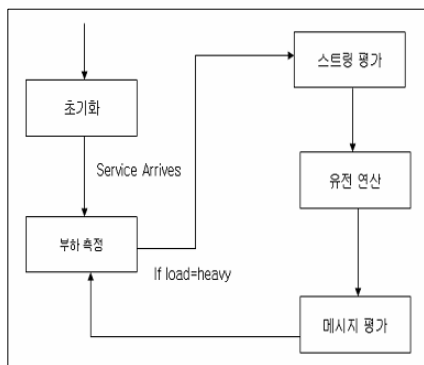 초기화
Service Arrives
부하 측정
If load=heavy
스트링 평가
유전 연산
메시지 평가